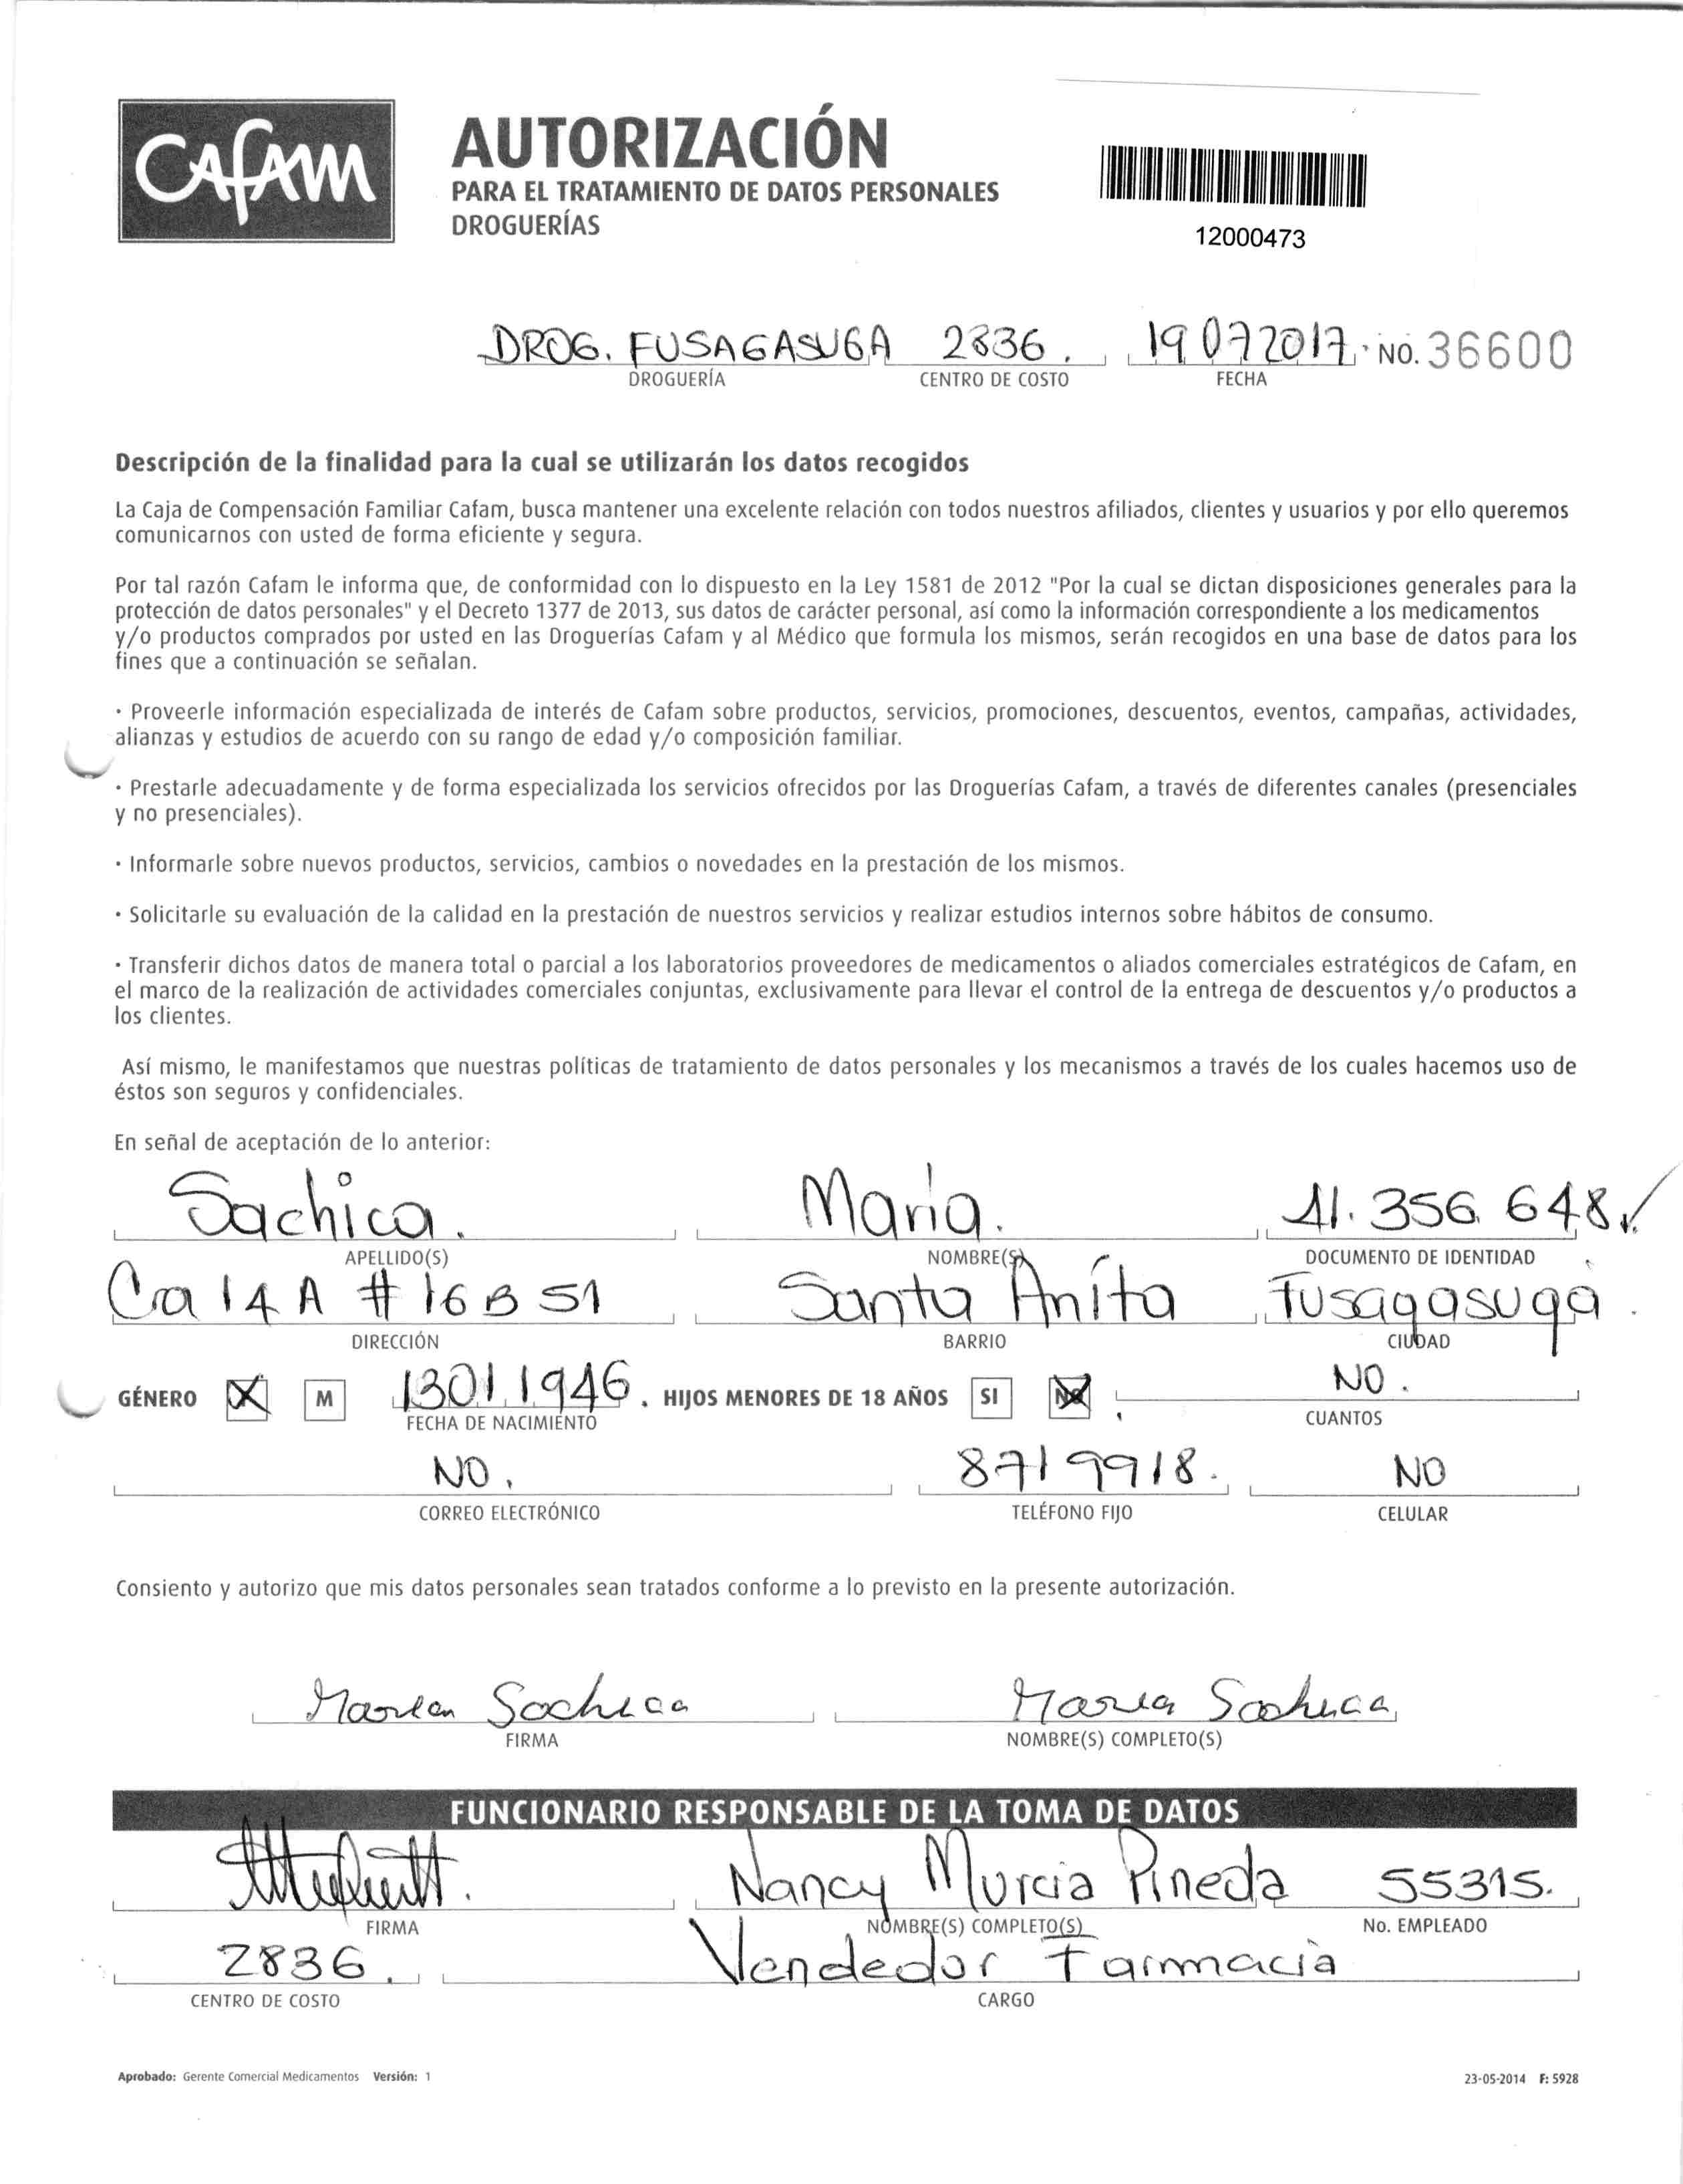 CAFAM
AUTORIZACIÓN
PARA EL TRATAMIENTO DE DATOS PERSONALES
DROGUERÍAS
12000473
DROG. FUSAGASUGA 2836. 19 07 2017. No. 36600
DROGUERÍA CENTRO DE COSTO FECHA
Descripción de la finalidad para la cual se utilizarán los datos recogidos
La Caja de Compensación Familiar Cafam, busca mantener una excelente relación con todos nuestros afiliados, clientes y usuarios y por ello queremos
comunicarnos con usted de forma eficiente y segura.
Por tal razón Cafam le informa que, de conformidad con lo dispuesto en la Ley 1581 de 2012 "Por la cual se dictan disposiciones generales para la
protección de datos personales" y el Decreto 1377 de 2013, sus datos de carácter personal, así como la información correspondiente a los medicamentos
y/o productos comprados por usted en las Droguerías Cafam y al Médico que formula los mismos, serán recogidos en una base de datos para los
fines que a continuación se señalan.
· Proveerle información especializada de interés de Cafam sobre productos, servicios, promociones, descuentos, eventos, campañas, actividades,
alianzas y estudios de acuerdo con su rango de edad y/o composición familiar.
· Prestarle adecuadamente y de forma especializada los servicios ofrecidos por las Droguerías Cafam, a través de diferentes canales (presenciales
y no presenciales).
· Informarle sobre nuevos productos, servicios, cambios o novedades en la prestación de los mismos.
· Solicitarle su evaluación de la calidad en la prestación de nuestros servicios y realizar estudios internos sobre hábitos de consumo.
· Transferir dichos datos de manera total o parcial a los laboratorios proveedores de medicamentos o aliados comerciales estratégicos de Cafam, en
el marco de la realización de actividades comerciales conjuntas, exclusivamente para llevar el control de la entrega de descuentos y/o productos a
los clientes.
Así mismo, le manifestamos que nuestras políticas de tratamiento de datos personales y los mecanismos a través de los cuales hacemos uso de
éstos son seguros y confidenciales.
En señal de aceptación de lo anterior:
Sachica. Maria. 41. 356 648
APELLIDO(S) NOMBRE(S) DOCUMENTO DE IDENTIDAD
Cra 14 A # 16 B 51 Santa Anita Fusagasuga.
DIRECCIÓN BARRIO CIUDAD
GÉNERO M 13011946. HIJOS MENORES DE 18 AÑOS SI NO NO.
FECHA DE NACIMIENTO CUANTOS
NO. 8719918. NO
CORREO ELECTRÓNICO TELÉFONO FIJO CELULAR
Consiento y autorizo que mis datos personales sean tratados conforme a lo previsto en la presente autorización.
Maria Sachica Maria Sachica
FIRMA NOMBRE(S) COMPLETO(S)
FUNCIONARIO RESPONSABLE DE LA TOMA DE DATOS
Nancy Murcia Pineda 55315.
FIRMA NOMBRE(S) COMPLETO(S) No. EMPLEADO
2836. Vendedor Farmacia
CENTRO DE COSTO CARGO
Aprobado: Gerente Comercial Medicamentos Versión: 1 23-05-2014 F: 5928